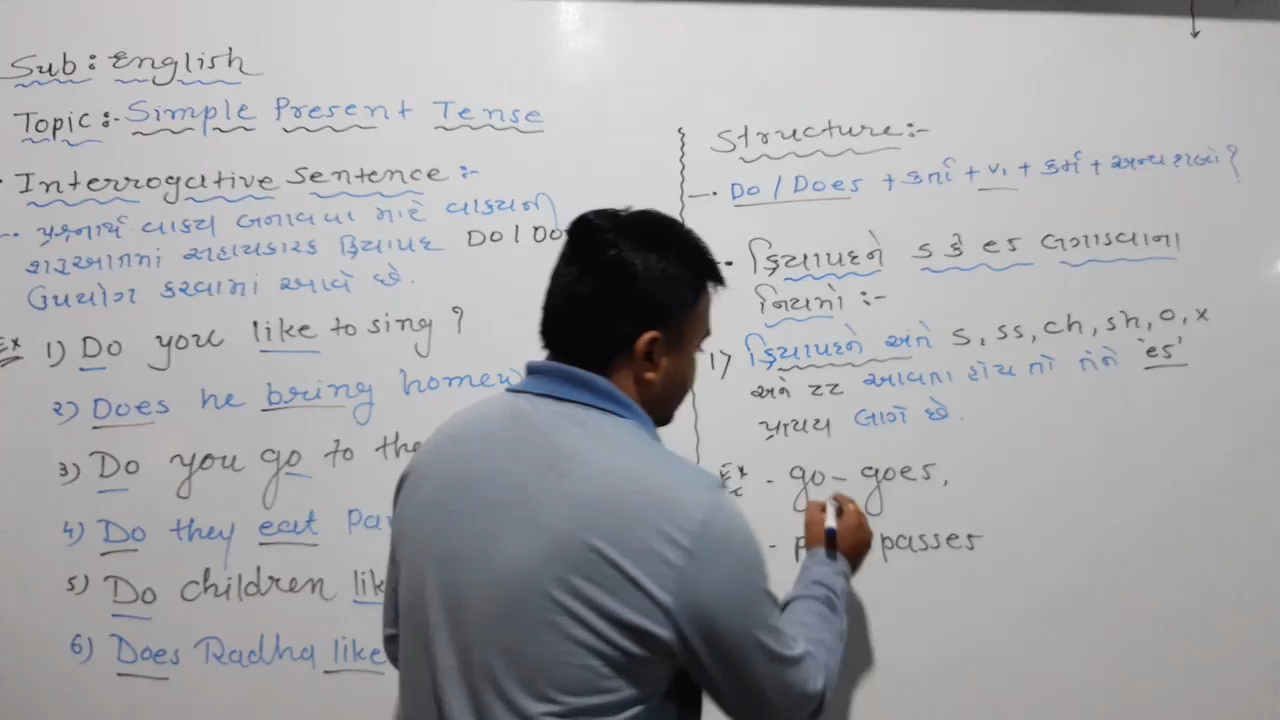 Sub: English
Topic:- Simple Present Tense
Interrogative Sentence :-
પ્રશ્નાર્થ વાક્ય બનાવવા માટે વાક્યની
શરૂઆતમાં સહાયકારક ક્રિયાપદ Do/Do
ઉપયોગ કરવામાં આવે છે.
Ex 1) Do you like to sing ?
2) Does he bring homew
3) Do you go to the
4) Do they eat
5) Do children lik
6) Does Radha like
Structure:-
Do / Does + કર્તા + V1 + કર્મ + અન્ય શબ્દો ?
ક્રિયાપદને s કે es લગાડવાના
નિયમો :-
1) ક્રિયાપદને અંતે s, ss, ch, sh, o, x
અને zz આવતા હોય તો તેને 'es'
પ્રત્યય લાગે છે.
Ex - go - goes,
- passes